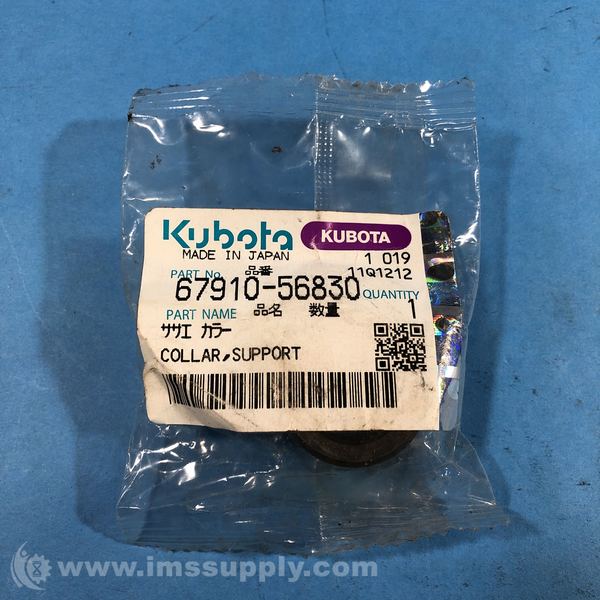 Kubota KUBOTA
MADE IN JAPAN 1 019
PART No. 品番 11Q1212
67910-56830 QUANTITY
PART NAME 品名 数量 1
ササエ カラー
COLLAR,SUPPORT
www.imssupply.com